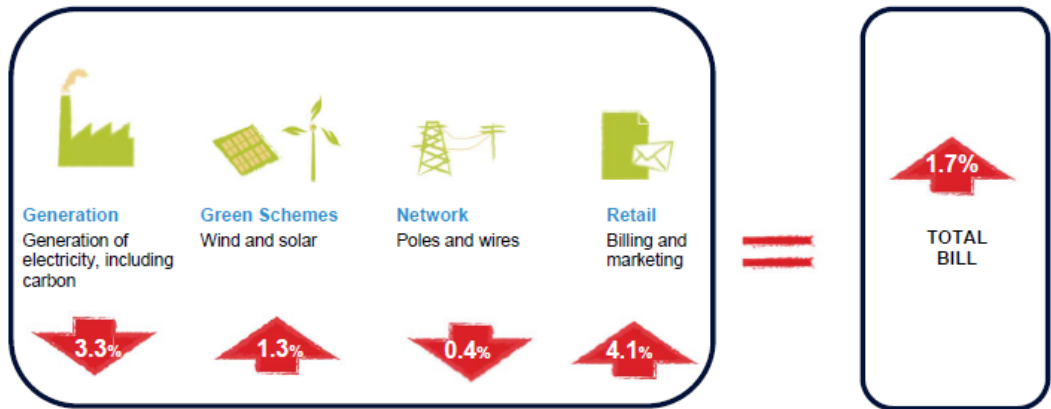 Generation
Generation of
electricity, including
carbon
3.3%
Green Schemes
Wind and solar
1.3%
Network
Poles and wires
0.4%
Retail
Billing and
marketing
4.1%
1.7%
TOTAL
BILL